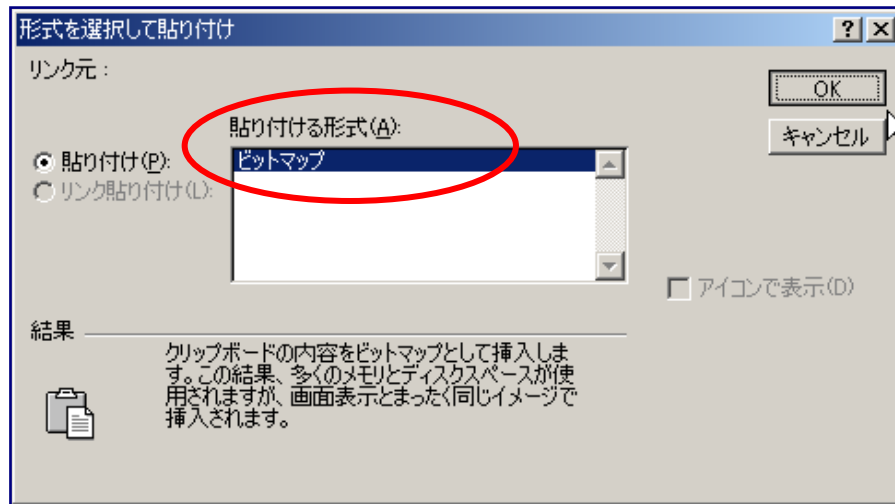 形式を選択して貼り付け
リンク元：
OK
キャンセル
貼り付ける形式(A):
貼り付け(P):
リンク貼り付け(L):
ビットマップ
アイコンで表示(D)
結果
クリップボードの内容をビットマップとして挿入しま
す。この結果、多くのメモリとディスクスペースが使
用されますが、画面表示とまったく同じイメージで
挿入されます。